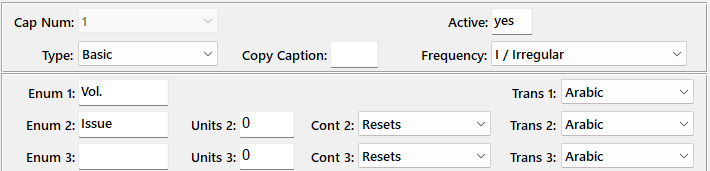 Cap Num: 1 Active: yes
Type: Basic Copy Caption: Frequency: I / Irregular
Enum 1: Vol. Trans 1: Arabic
Enum 2: Issue Units 2: 0 Cont 2: Resets Trans 2: Arabic
Enum 3: Units 3: 0 Cont 3: Resets Trans 3: Arabic